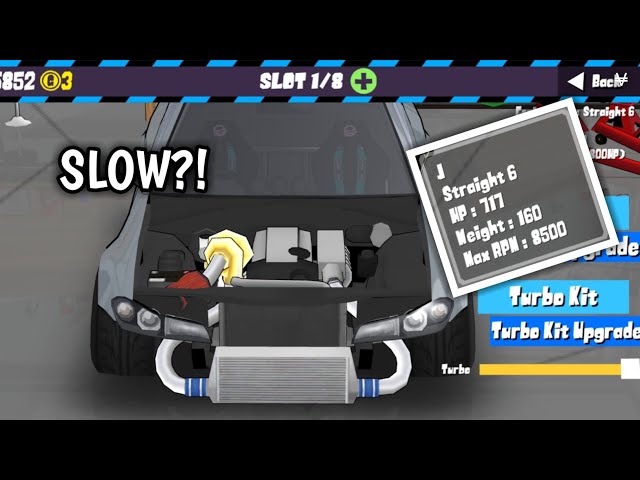 5852 3
SLOT 1/8
Back
Straight 6
SLOW?!
J
Straight 6
HP : 717
Weight : 160
Max RPM : 8500
Turbo Kit
Turbo Kit Upgrade
Turbo